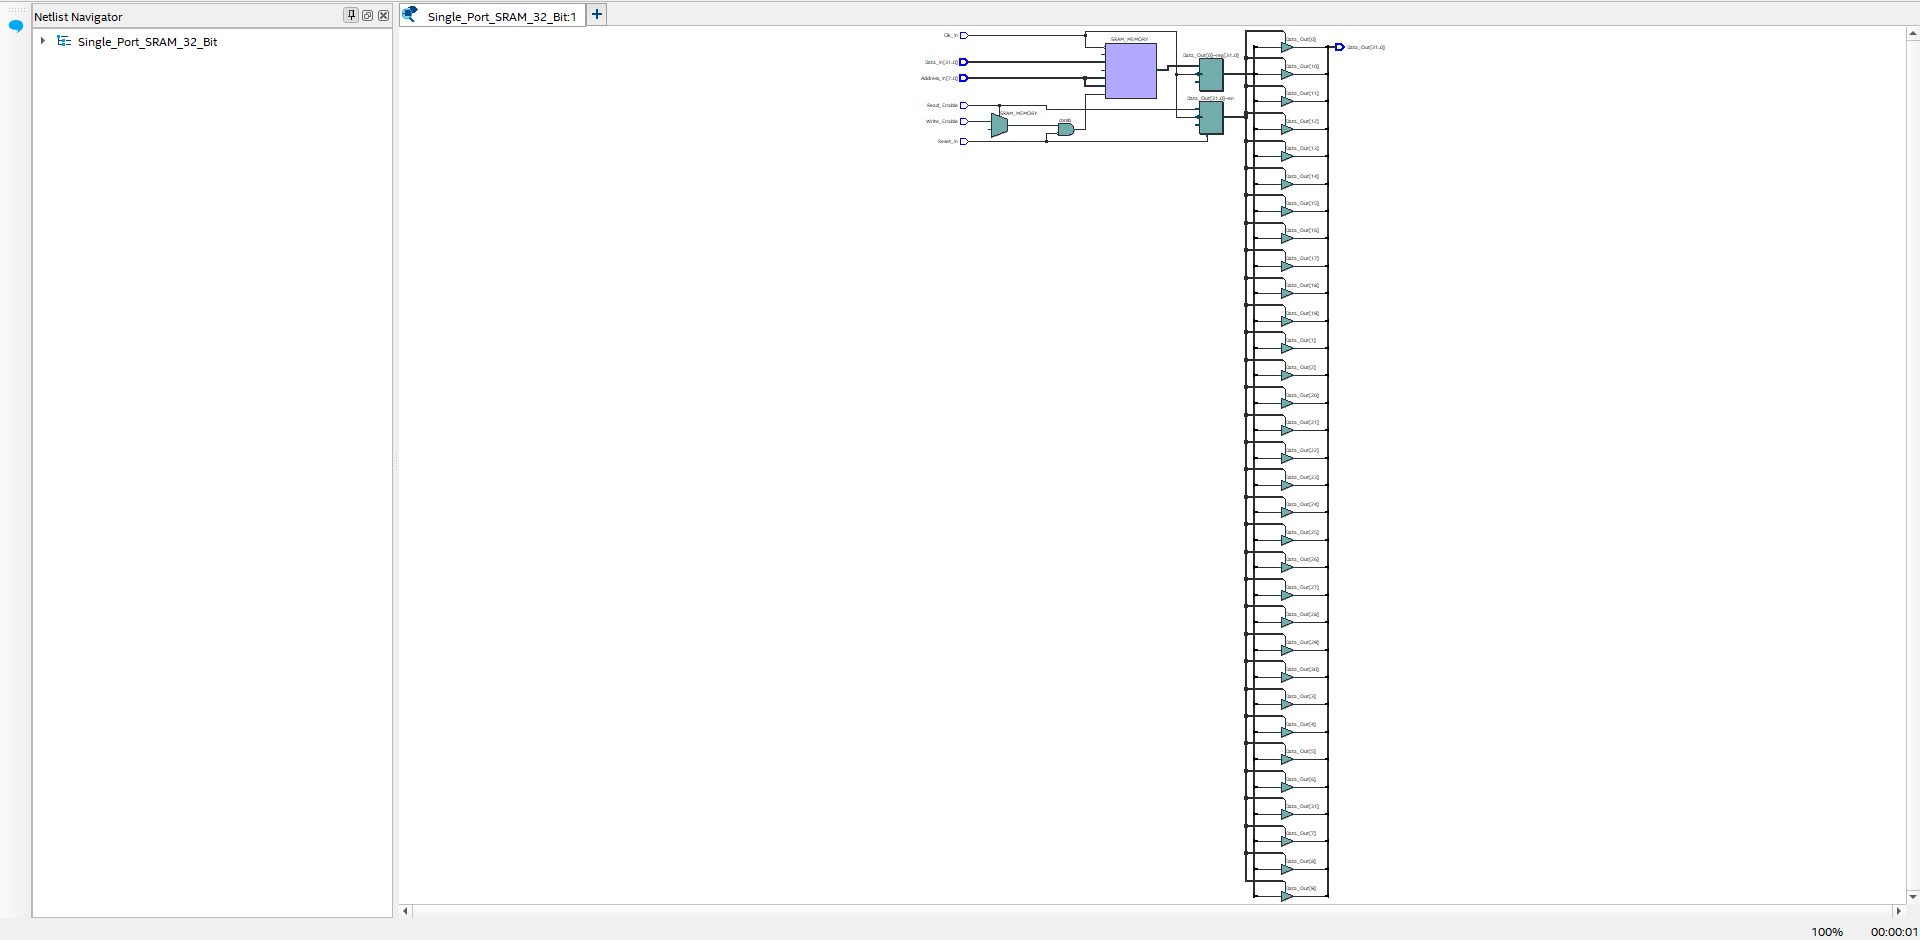 Netlist Navigator
Single_Port_SRAM_32_Bit:1
Single_Port_SRAM_32_Bit
Clk_In
Data_In[31:0]
Address_In[7:0]
Read_Enable
Write_Enable
Reset_In
SRAM_MEMORY
SRAM_MEMORY
comb
Data_Out[0]~reg[31:0]
Data_Out[31:0]~en
Data_Out[0]
Data_Out[31:0]
Data_Out[10]
Data_Out[11]
Data_Out[12]
Data_Out[13]
Data_Out[14]
Data_Out[15]
Data_Out[16]
Data_Out[17]
Data_Out[18]
Data_Out[19]
Data_Out[1]
Data_Out[2]
Data_Out[20]
Data_Out[21]
Data_Out[22]
Data_Out[23]
Data_Out[24]
Data_Out[25]
Data_Out[26]
Data_Out[27]
Data_Out[28]
Data_Out[29]
Data_Out[30]
Data_Out[3]
Data_Out[4]
Data_Out[5]
Data_Out[6]
Data_Out[31]
Data_Out[7]
Data_Out[8]
Data_Out[9]
100%
00:00:01